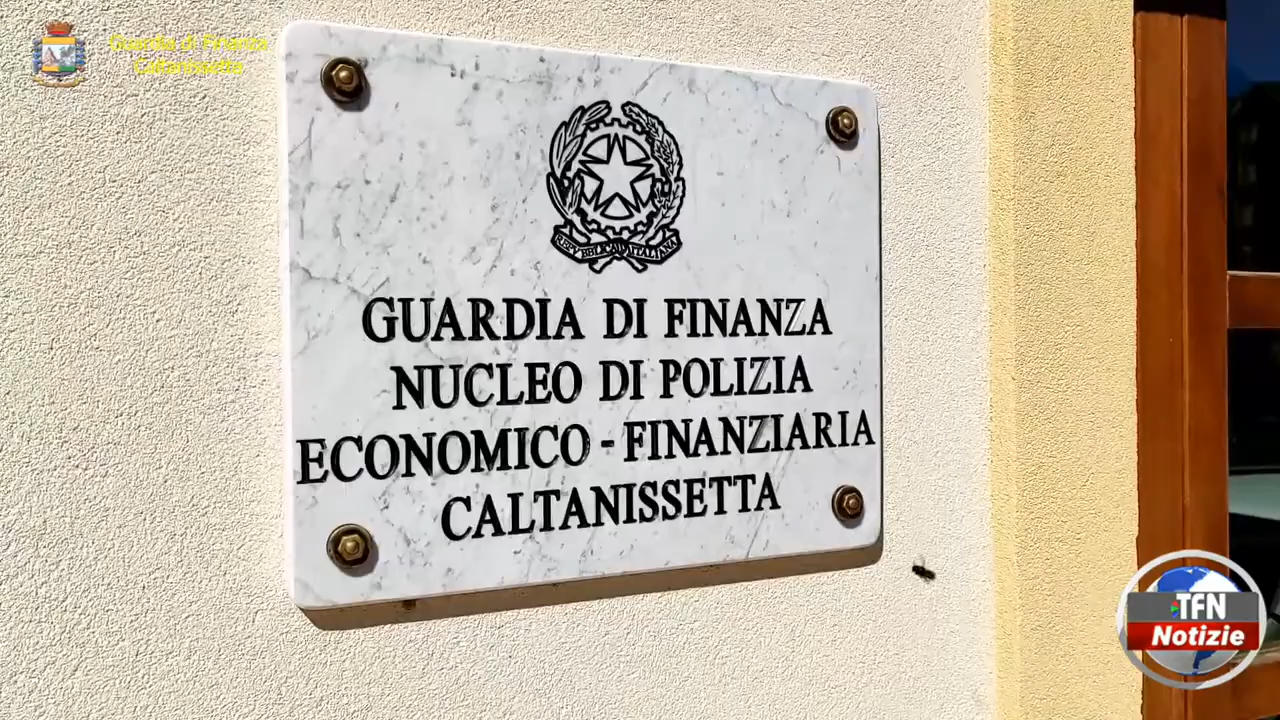 Guardia di Finanza
Caltanissetta
REPVBBLICA ITALIANA
GUARDIA DI FINANZA
NUCLEO DI POLIZIA
ECONOMICO - FINANZIARIA
CALTANISSETTA
TFN
Notizie